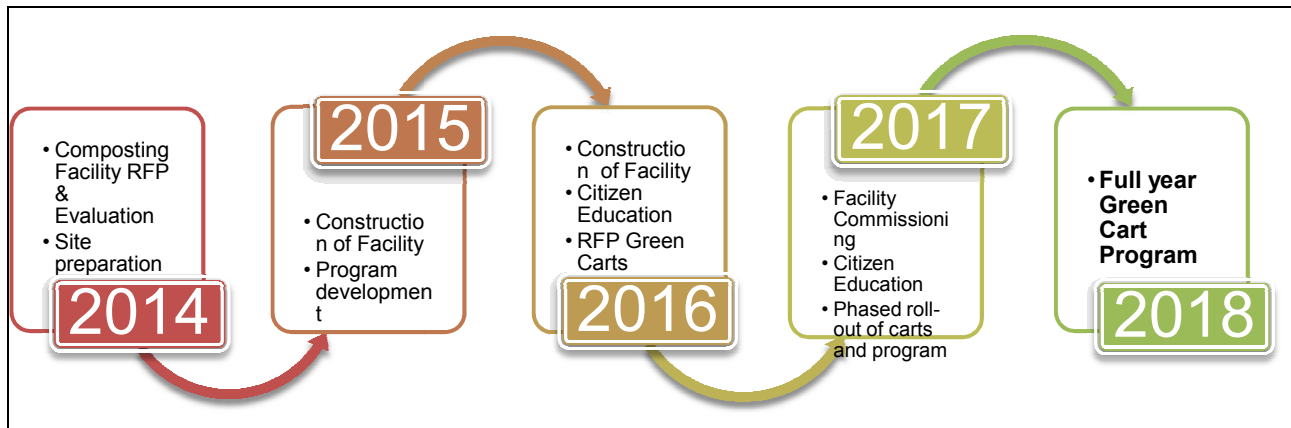 • Composting
Facility RFP
&
Evaluation
• Site
preparation
2014
2015
• Constructio
n of Facility
• Program
developmen
t
• Constructio
n of Facility
• Citizen
Education
• RFP Green
Carts
2016
2017
• Facility
Commissioni
ng
• Citizen
Education
• Phased roll-
out of carts
and program
• Full year
Green
Cart
Program
2018